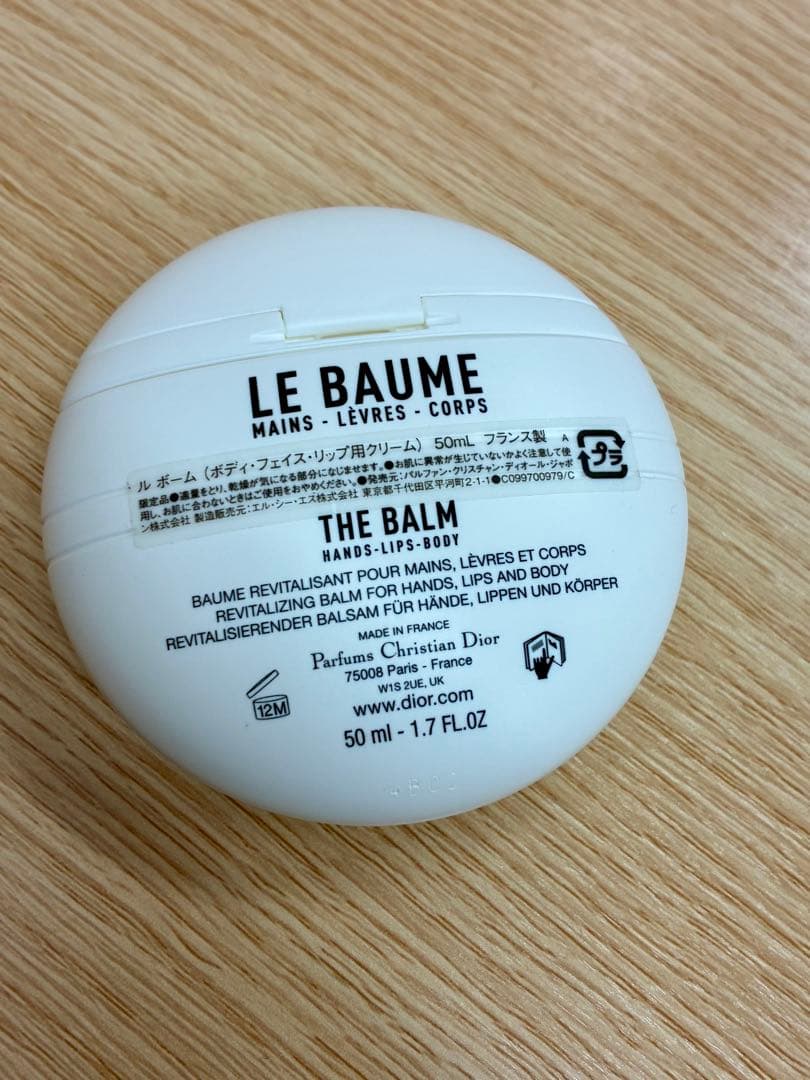 LE BAUME
MAINS - LÈVRES - CORPS
ル ボーム（ボディ・フェイス・リップ用クリーム） 50mL フランス製 A
限定品●適量をとり、乾燥が気になる部分になじませます。●お肌に異常が生じていないかよく注意して使
用し、お肌に合わないときはご使用をおやめください。●発売元：パルファン・クリスチャン・ディオール・ジャポ
ン株式会社 製造販売元：エル・シー・エス株式会社 東京都千代田区平河町2-1-1●C099700979/C
プラ
THE BALM
HANDS-LIPS-BODY
BAUME REVITALISANT POUR MAINS, LÈVRES ET CORPS
REVITALIZING BALM FOR HANDS, LIPS AND BODY
REVITALISIERENDER BALSAM FÜR HÄNDE, LIPPEN UND KÖRPER
MADE IN FRANCE
Parfums Christian Dior
75008 Paris - France
W1S 2UE, UK
www.dior.com
12M
50 ml - 1.7 FL.OZ